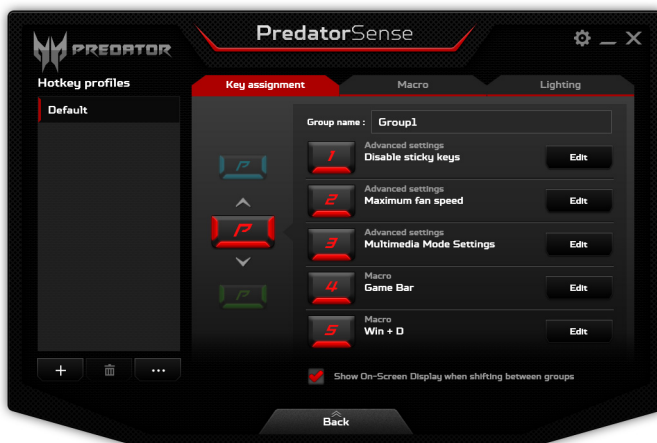 PREDATOR
PredatorSense
Hotkey profiles
Default
Key assignment
Macro
Lighting
Group name :
Group1
1
Advanced settings
Disable sticky keys
Edit
2
Advanced settings
Maximum fan speed
Edit
3
Advanced settings
Multimedia Mode Settings
Edit
4
Macro
Game Bar
Edit
5
Macro
Win + D
Edit
P
P
P
Show On-Screen Display when shifting between groups
Back